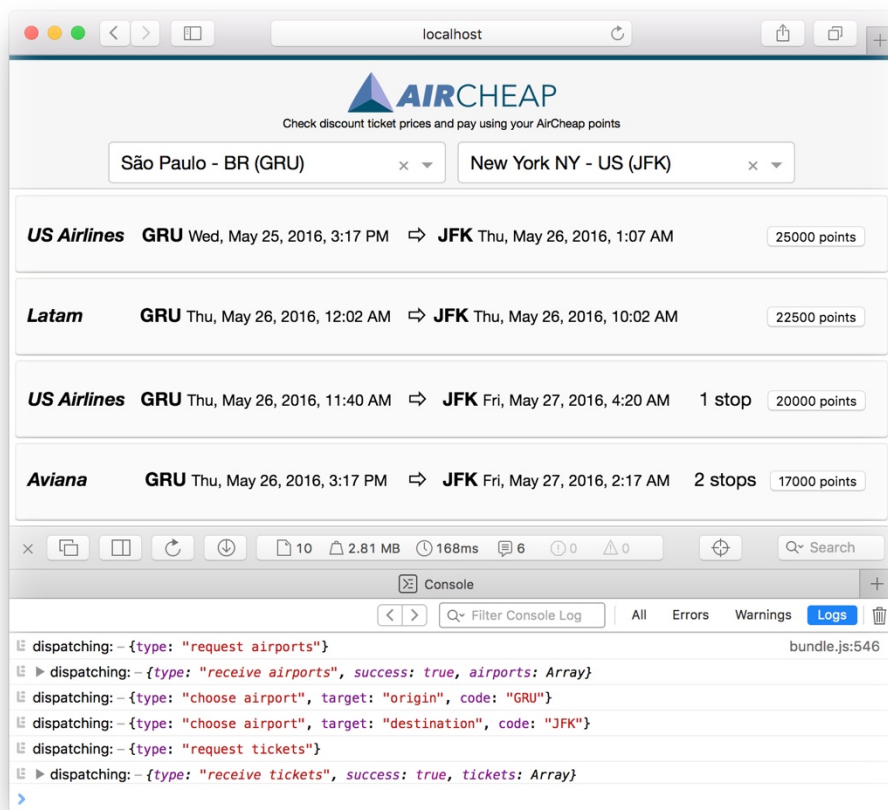 localhost
AIRCHEAP
Check discount ticket prices and pay using your AirCheap points
São Paulo - BR (GRU) × New York NY - US (JFK) ×
US Airlines GRU Wed, May 25, 2016, 3:17 PM ⇨ JFK Thu, May 26, 2016, 1:07 AM 25000 points
Latam GRU Thu, May 26, 2016, 12:02 AM ⇨ JFK Thu, May 26, 2016, 10:02 AM 22500 points
US Airlines GRU Thu, May 26, 2016, 11:40 AM ⇨ JFK Fri, May 27, 2016, 4:20 AM 1 stop 20000 points
Aviana GRU Thu, May 26, 2016, 3:17 PM ⇨ JFK Fri, May 27, 2016, 2:17 AM 2 stops 17000 points
10 2.81 MB 168ms 6 0 0 Search
Console
Filter Console Log All Errors Warnings Logs
dispatching: – {type: "request airports"} bundle.js:546
dispatching: – {type: "receive airports", success: true, airports: Array}
dispatching: – {type: "choose airport", target: "origin", code: "GRU"}
dispatching: – {type: "choose airport", target: "destination", code: "JFK"}
dispatching: – {type: "request tickets"}
dispatching: – {type: "receive tickets", success: true, tickets: Array}